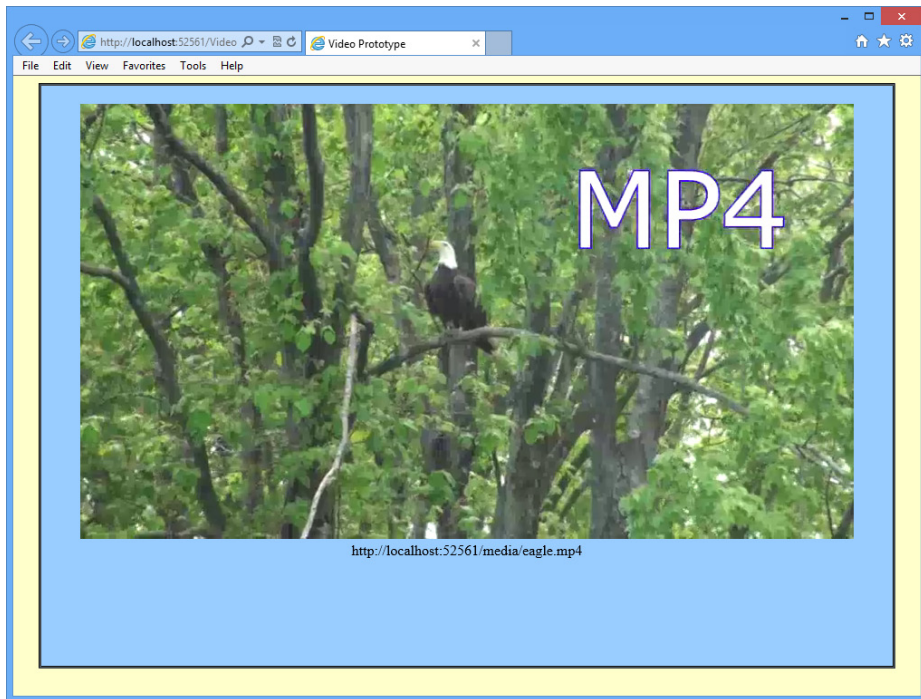 http://localhost:52561/Video
Video Prototype
File Edit View Favorites Tools Help
MP4
http://localhost:52561/media/eagle.mp4